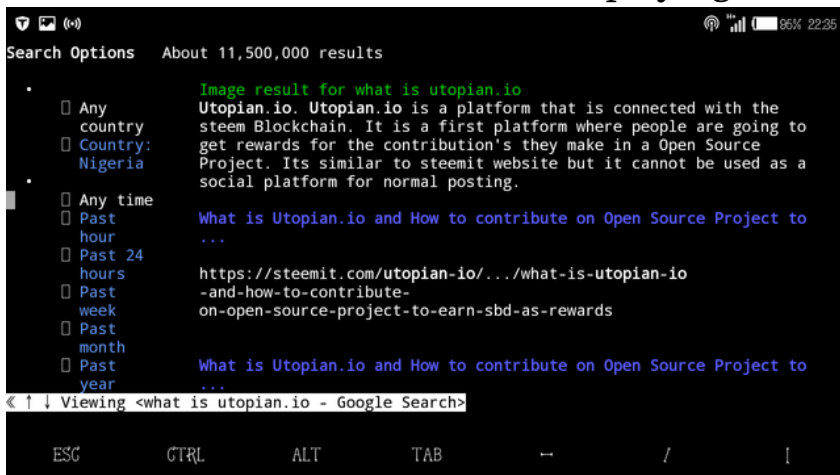 95% 22:35
Search Options About 11,500,000 results
Image result for what is utopian.io
Any Utopian.io. Utopian.io is a platform that is connected with the
country steem Blockchain. It is a first platform where people are going to
Country: get rewards for the contribution's they make in a Open Source
Nigeria Project. Its similar to steemit website but it cannot be used as a
social platform for normal posting.
Any time
Past What is Utopian.io and How to contribute on Open Source Project to
hour ...
Past 24
hours https://steemit.com/utopian-io/.../what-is-utopian-io
Past -and-how-to-contribute-
week on-open-source-project-to-earn-sbd-as-rewards
Past
month
Past What is Utopian.io and How to contribute on Open Source Project to
year ...
« ↑ ↓ Viewing <what is utopian.io - Google Search>
ESC CTRL ALT TAB – / [